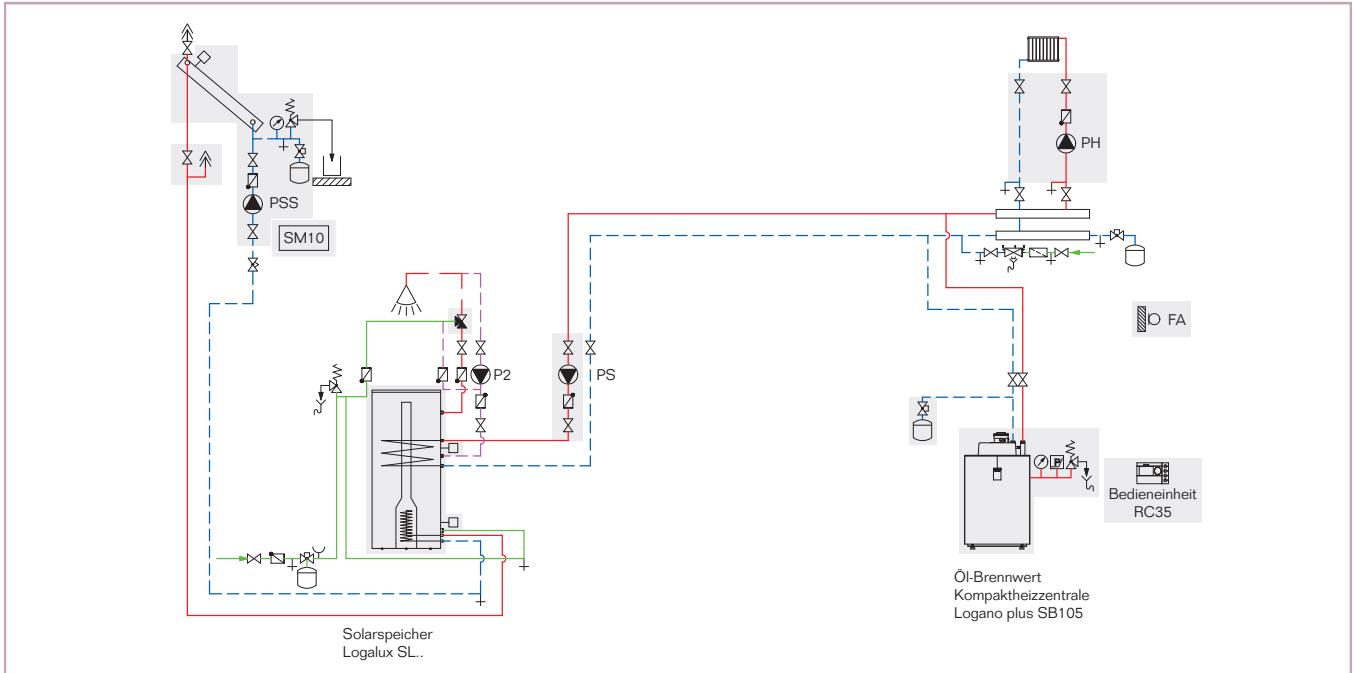 PH
PSS
SM10
FA
P2
PS
P
Bedieneinheit
RC35
Öl-Brennwert
Kompaktheizzentrale
Logano plus SB105
Solarspeicher
Logalux SL..